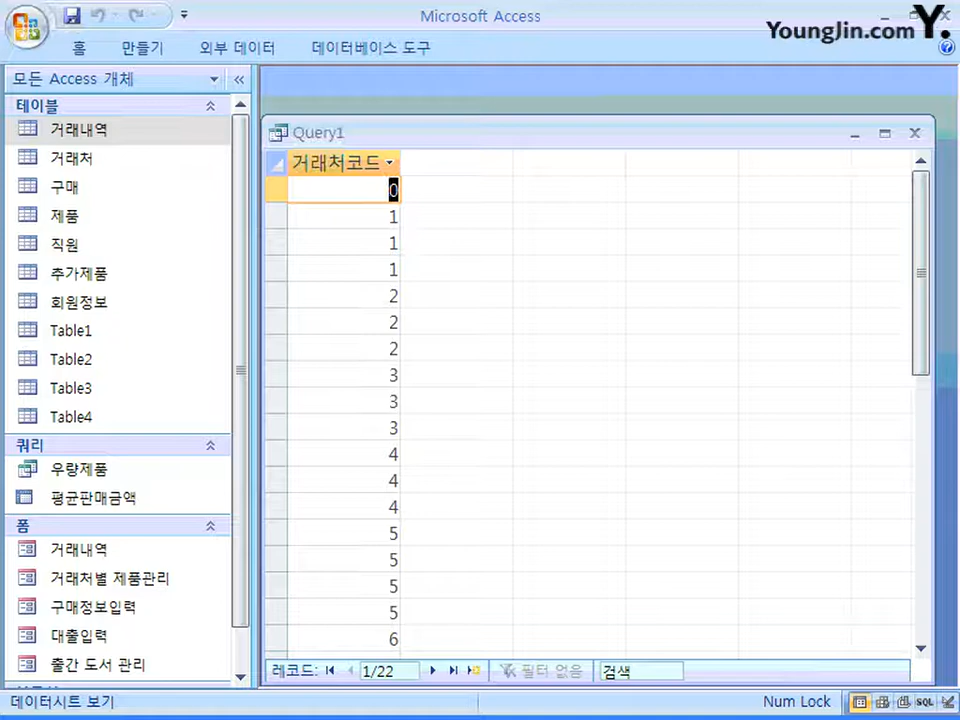 Microsoft Access
YoungJin.com Y.
홈 만들기 외부 데이터 데이터베이스 도구
모든 Access 개체
테이블
거래내역
거래처
구매
제품
직원
추가제품
회원정보
Table1
Table2
Table3
Table4
쿼리
우량제품
평균판매금액
폼
거래내역
거래처별 제품관리
구매정보입력
대출입력
출간 도서 관리
Query1
거래처코드
0
1
1
1
2
2
2
3
3
3
4
4
4
5
5
5
5
6
레코드: 1/22 필터 없음 검색
데이터시트 보기 Num Lock SQL